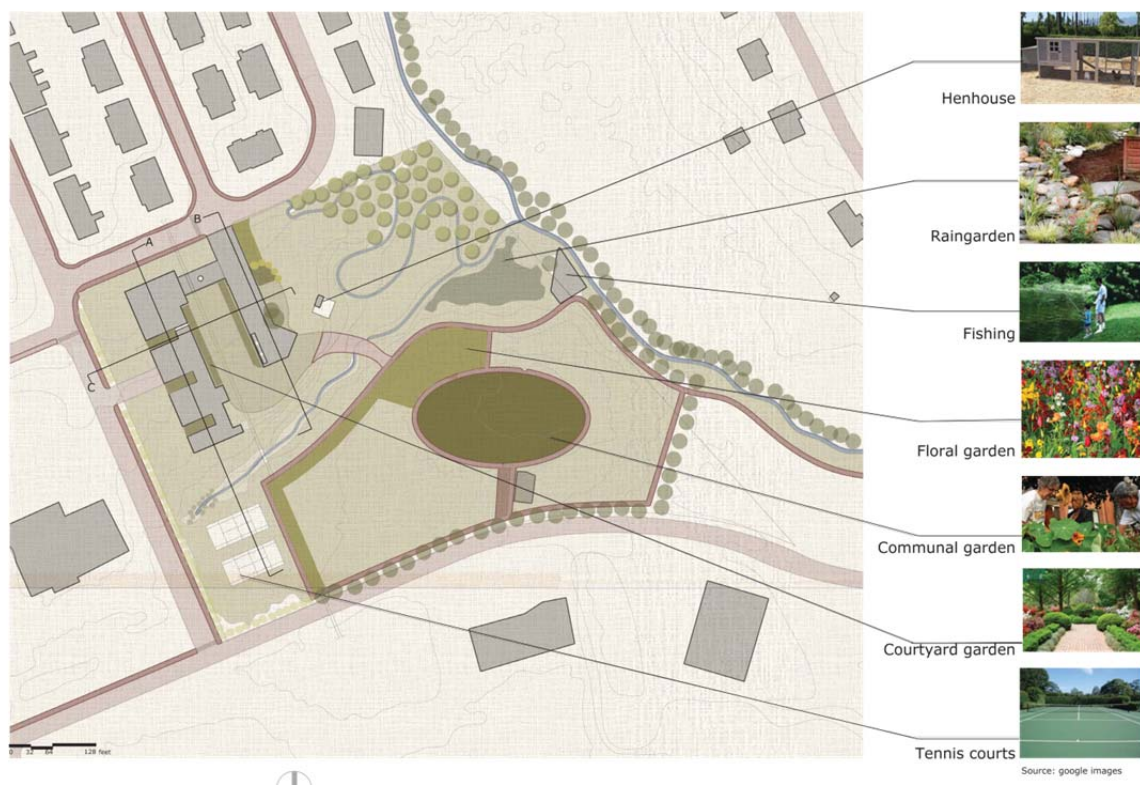 Henhouse
Raingarden
Fishing
Floral garden
Communal garden
Courtyard garden
Tennis courts
Source: google images
A
B
C
0 32 64 128 feet